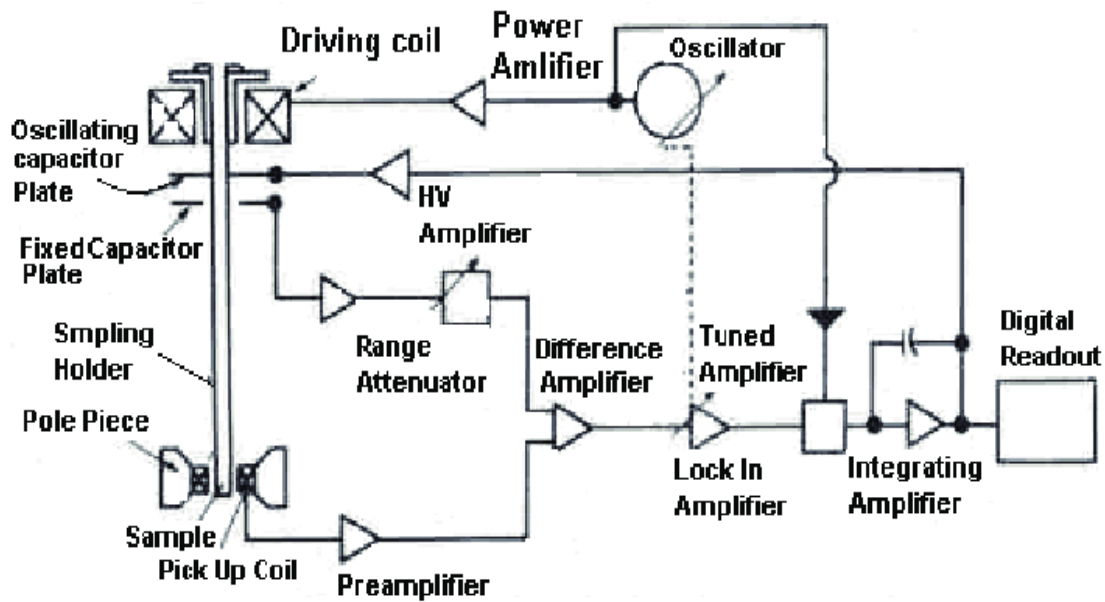 Driving coil
Power
Amlifier
Oscillator
Oscillating
capacitor
Plate
HV
Amplifier
Fixed Capacitor
Plate
Smpling
Holder
Range
Attenuator
Difference
Amplifier
Tuned
Amplifier
Digital
Readout
Pole Piece
Lock In
Amplifier
Integrating
Amplifier
Sample
Pick Up Coil
Preamplifier